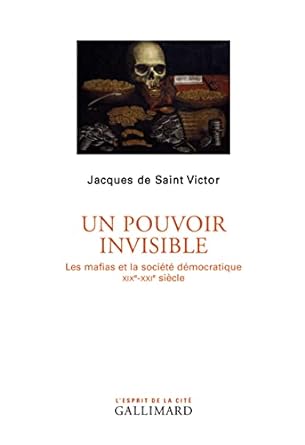 Jacques de Saint Victor
UN POUVOIR
INVISIBLE
Les mafias et la société démocratique
XIXᵉ-XXIᵉ siècle
L'ESPRIT DE LA CITÉ
GALLIMARD